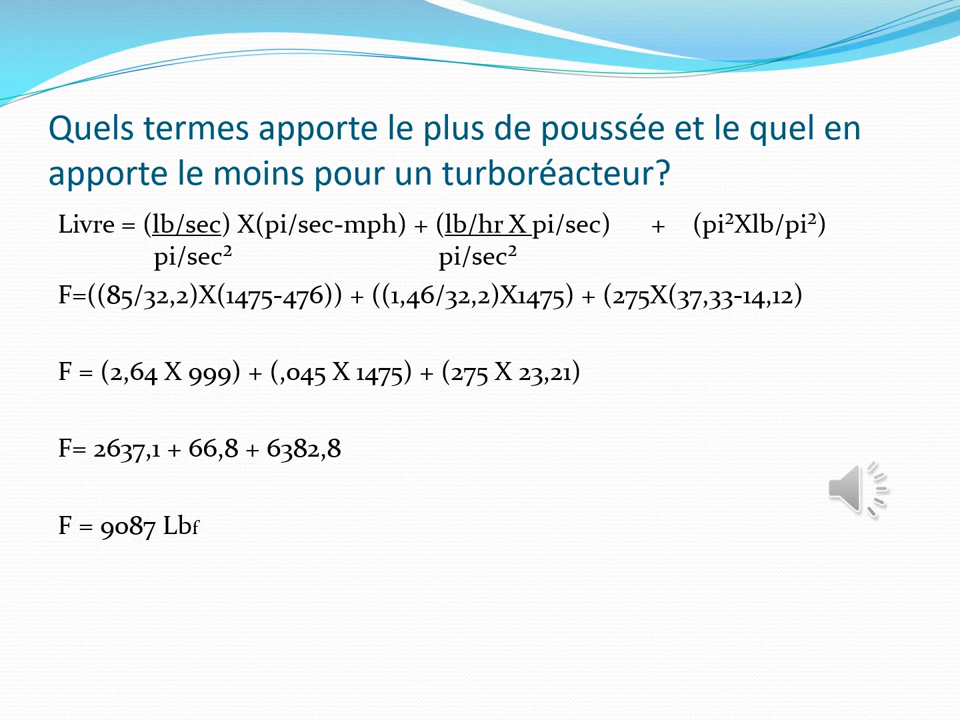 Quels termes apporte le plus de poussée et le quel en
apporte le moins pour un turboréacteur?
Livre = (lb/sec) X(pi/sec-mph) + (lb/hr X pi/sec) + (pi²Xlb/pi²)
pi/sec² pi/sec²
F=((85/32,2)X(1475-476)) + ((1,46/32,2)X1475) + (275X(37,33-14,12)
F = (2,64 X 999) + (,045 X 1475) + (275 X 23,21)
F= 2637,1 + 66,8 + 6382,8
F = 9087 Lbf